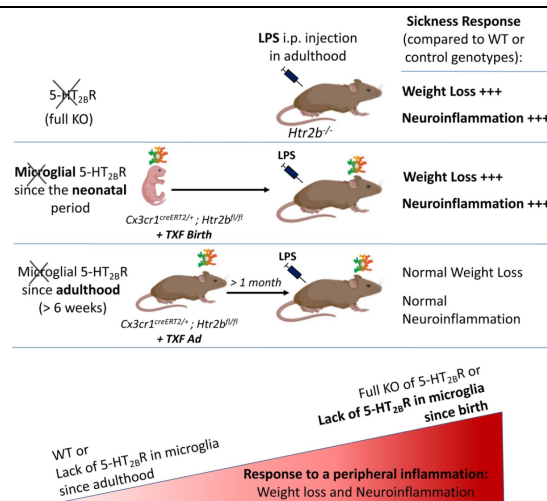 Sickness Response
(compared to WT or
control genotypes):
LPS i.p. injection
in adulthood
5-HT2BR
(full KO)
Htr2b-/-
Weight Loss +++
Neuroinflammation +++
Microglial 5-HT2BR
since the neonatal
period
LPS
Cx3cr1creERT2/+; Htr2bfl/fl
+ TXF Birth
Weight Loss +++
Neuroinflammation +++
Microglial 5-HT2BR
since adulthood
(> 6 weeks)
> 1 month
LPS
Cx3cr1creERT2/+; Htr2bfl/fl
+ TXF Ad
Normal Weight Loss
Normal
Neuroinflammation
Full KO of 5-HT2BR or
Lack of 5-HT2BR in microglia
since birth
WT or
Lack of 5-HT2BR in microglia
since adulthood
Response to a peripheral inflammation:
Weight loss and Neuroinflammation